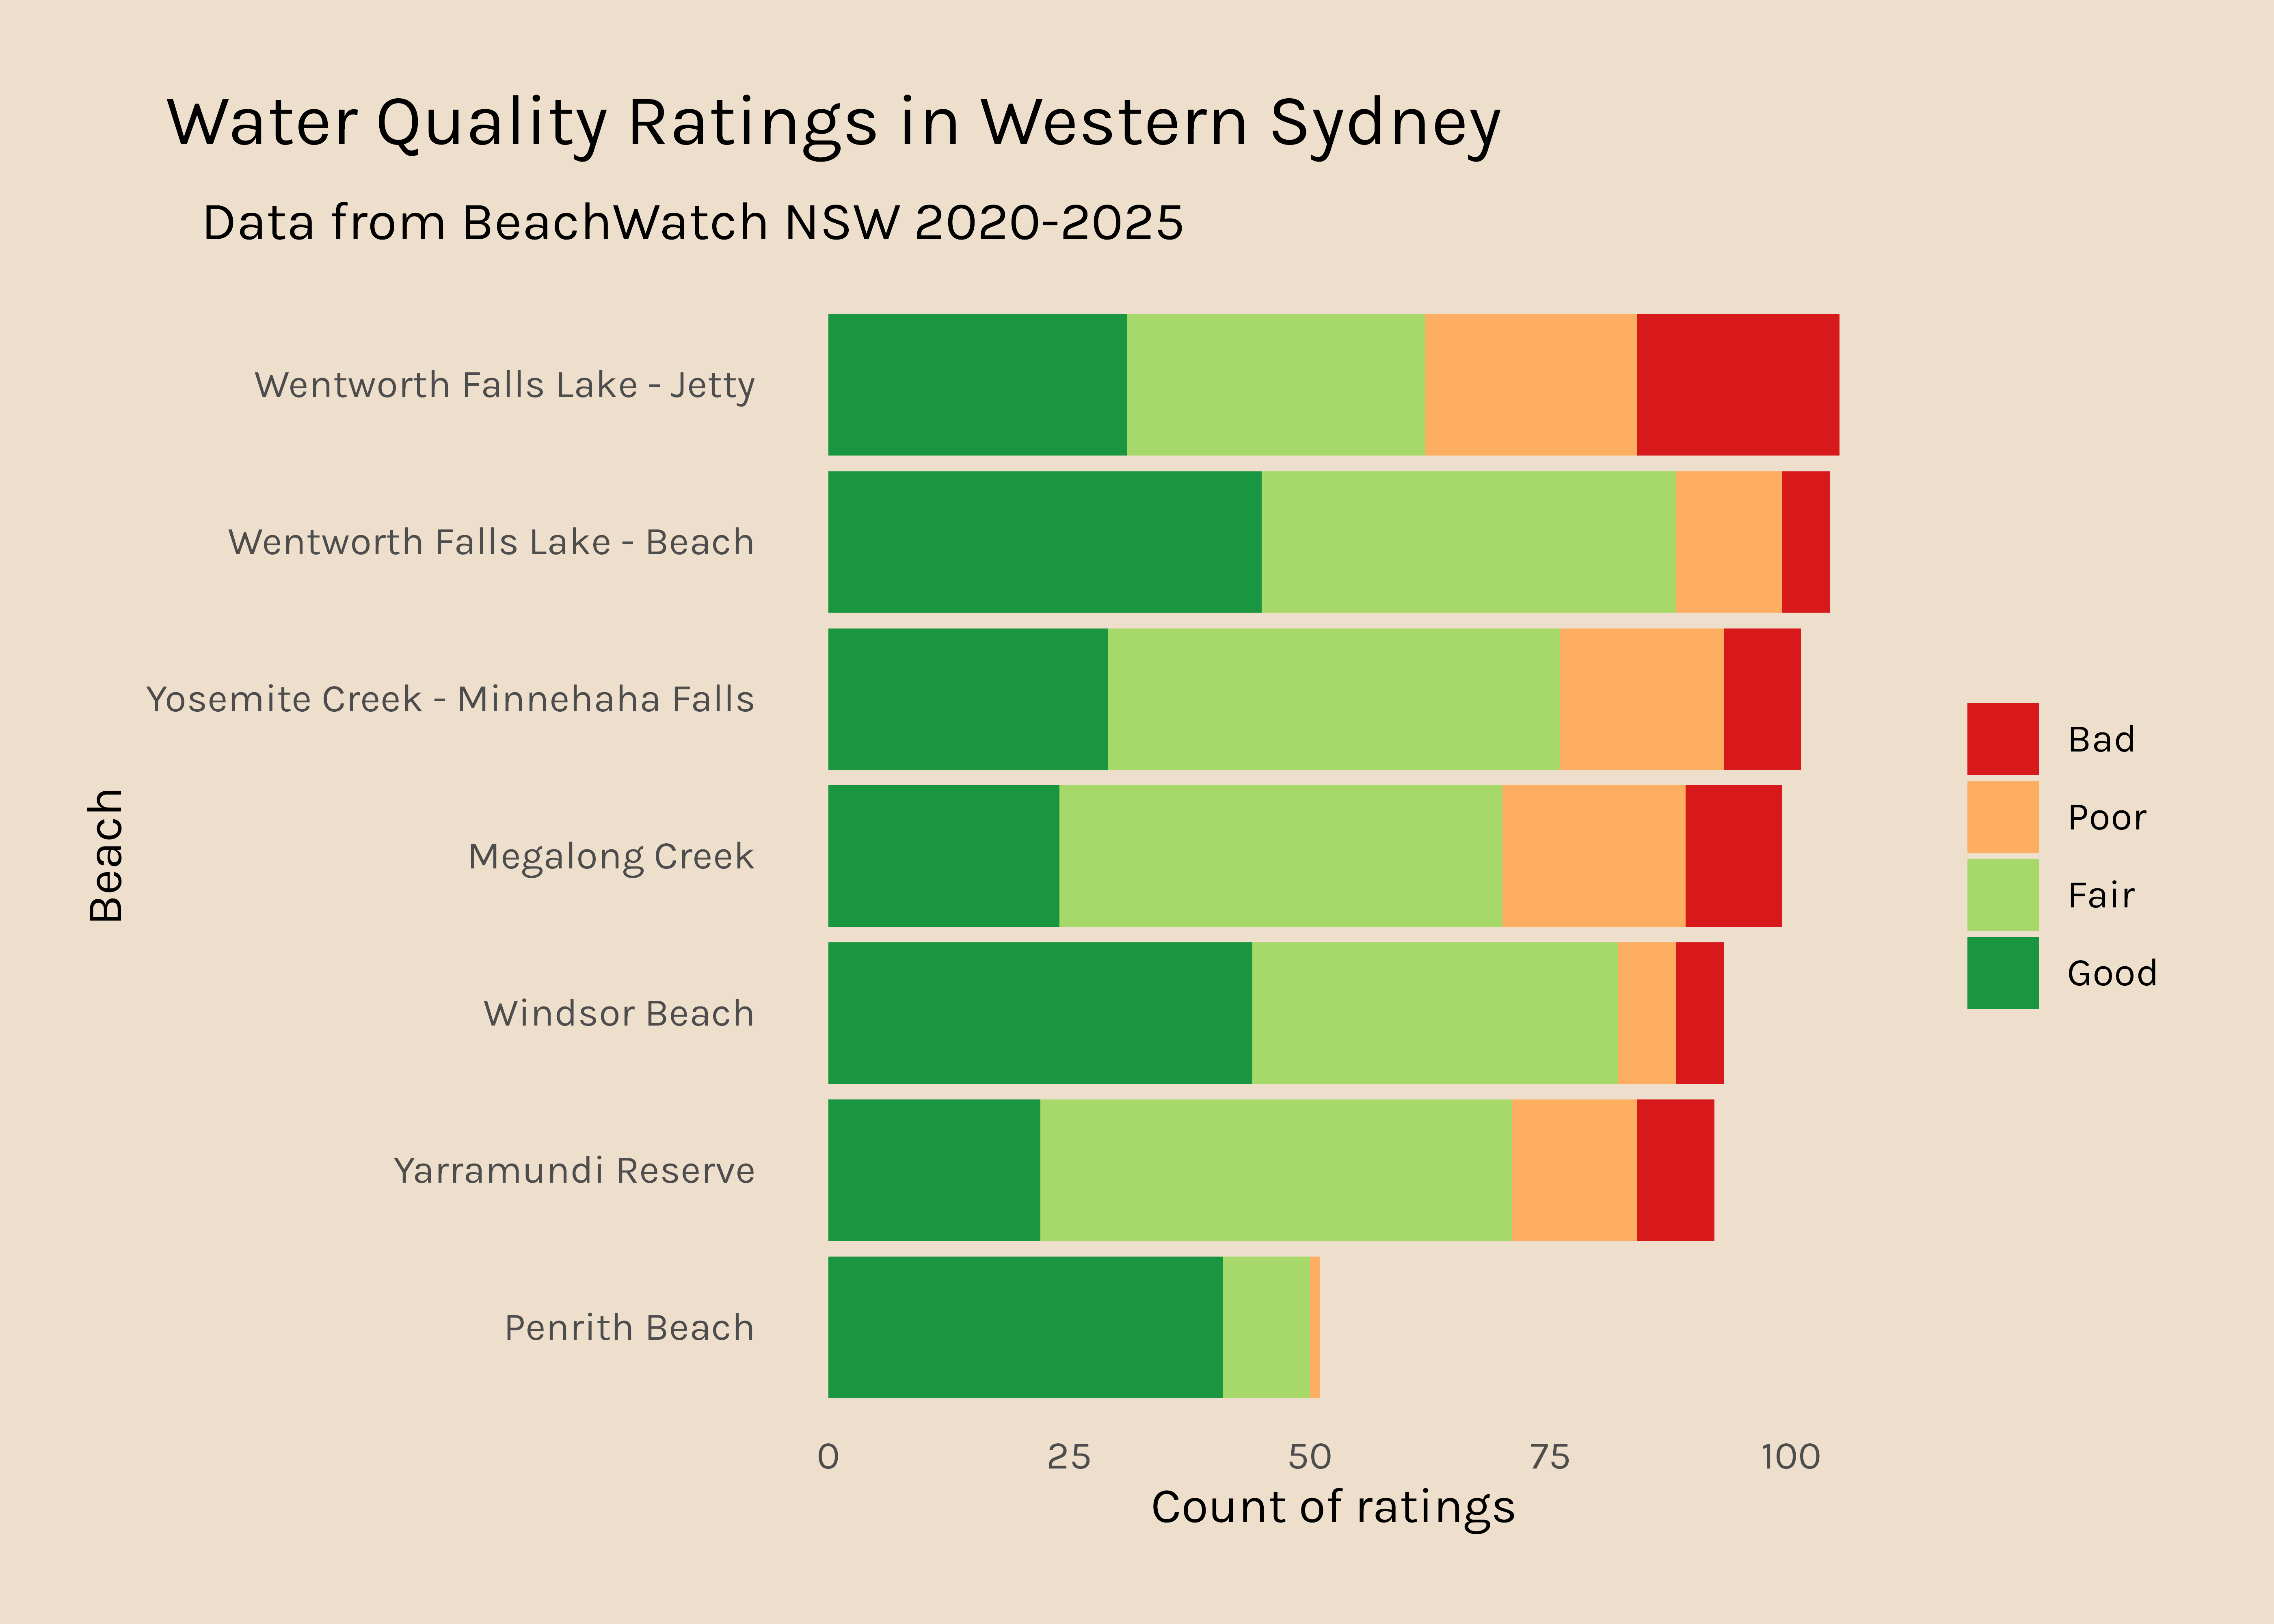 Water Quality Ratings in Western Sydney
Data from BeachWatch NSW 2020-2025
Wentworth Falls Lake - Jetty
Wentworth Falls Lake - Beach
Yosemite Creek - Minnehaha Falls
Megalong Creek
Windsor Beach
Yarramundi Reserve
Penrith Beach
Beach
0 25 50 75 100
Count of ratings
Bad
Poor
Fair
Good